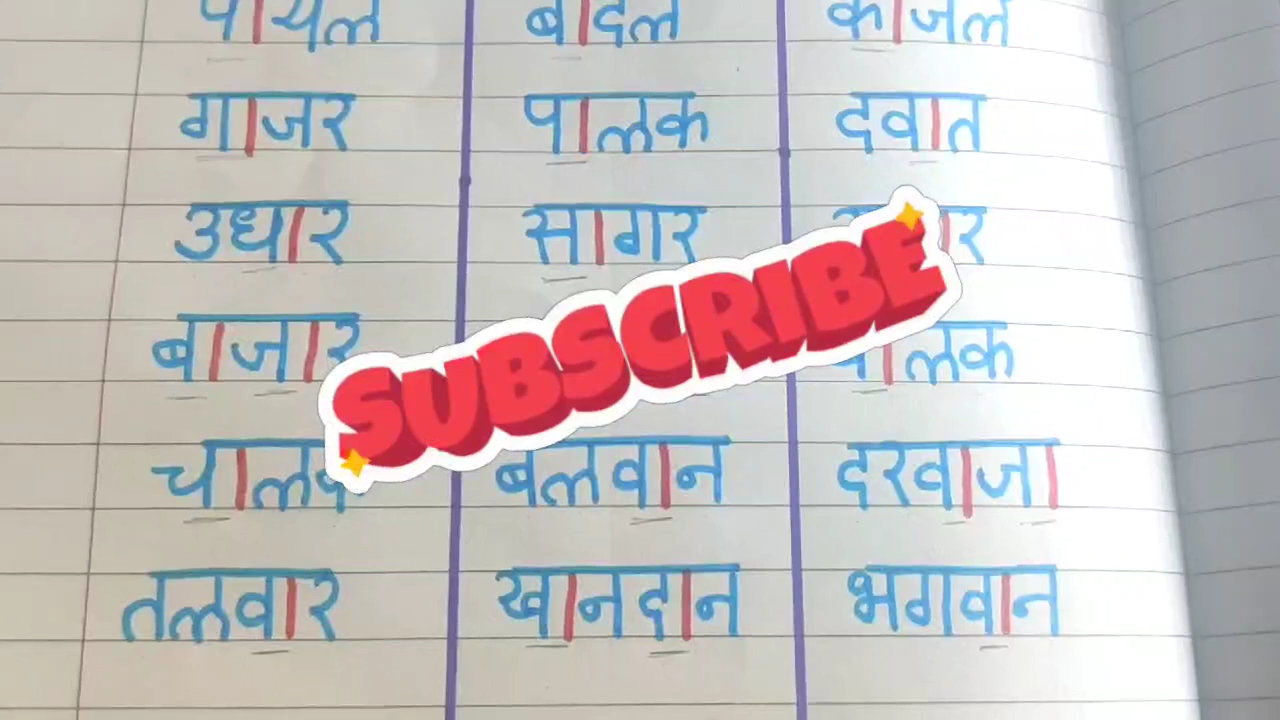 पायल बादल काजल
गाजर पालक दवात
उधार सागर
बाजार
SUBSCRIBE
बलवान दरवाजा
तलवार खानदान भगवान